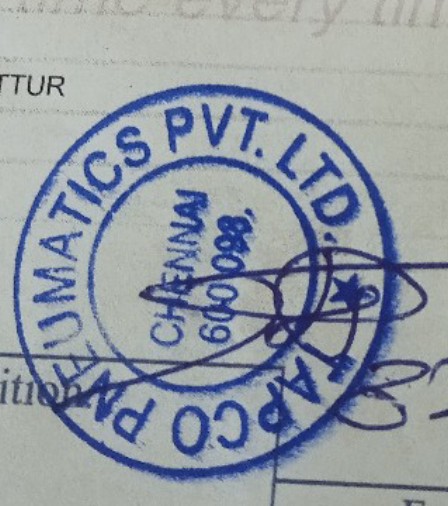 TTUR
TAPCO PNEUMATICS PVT. LTD.
★
CHENNAI
600 098.
ition